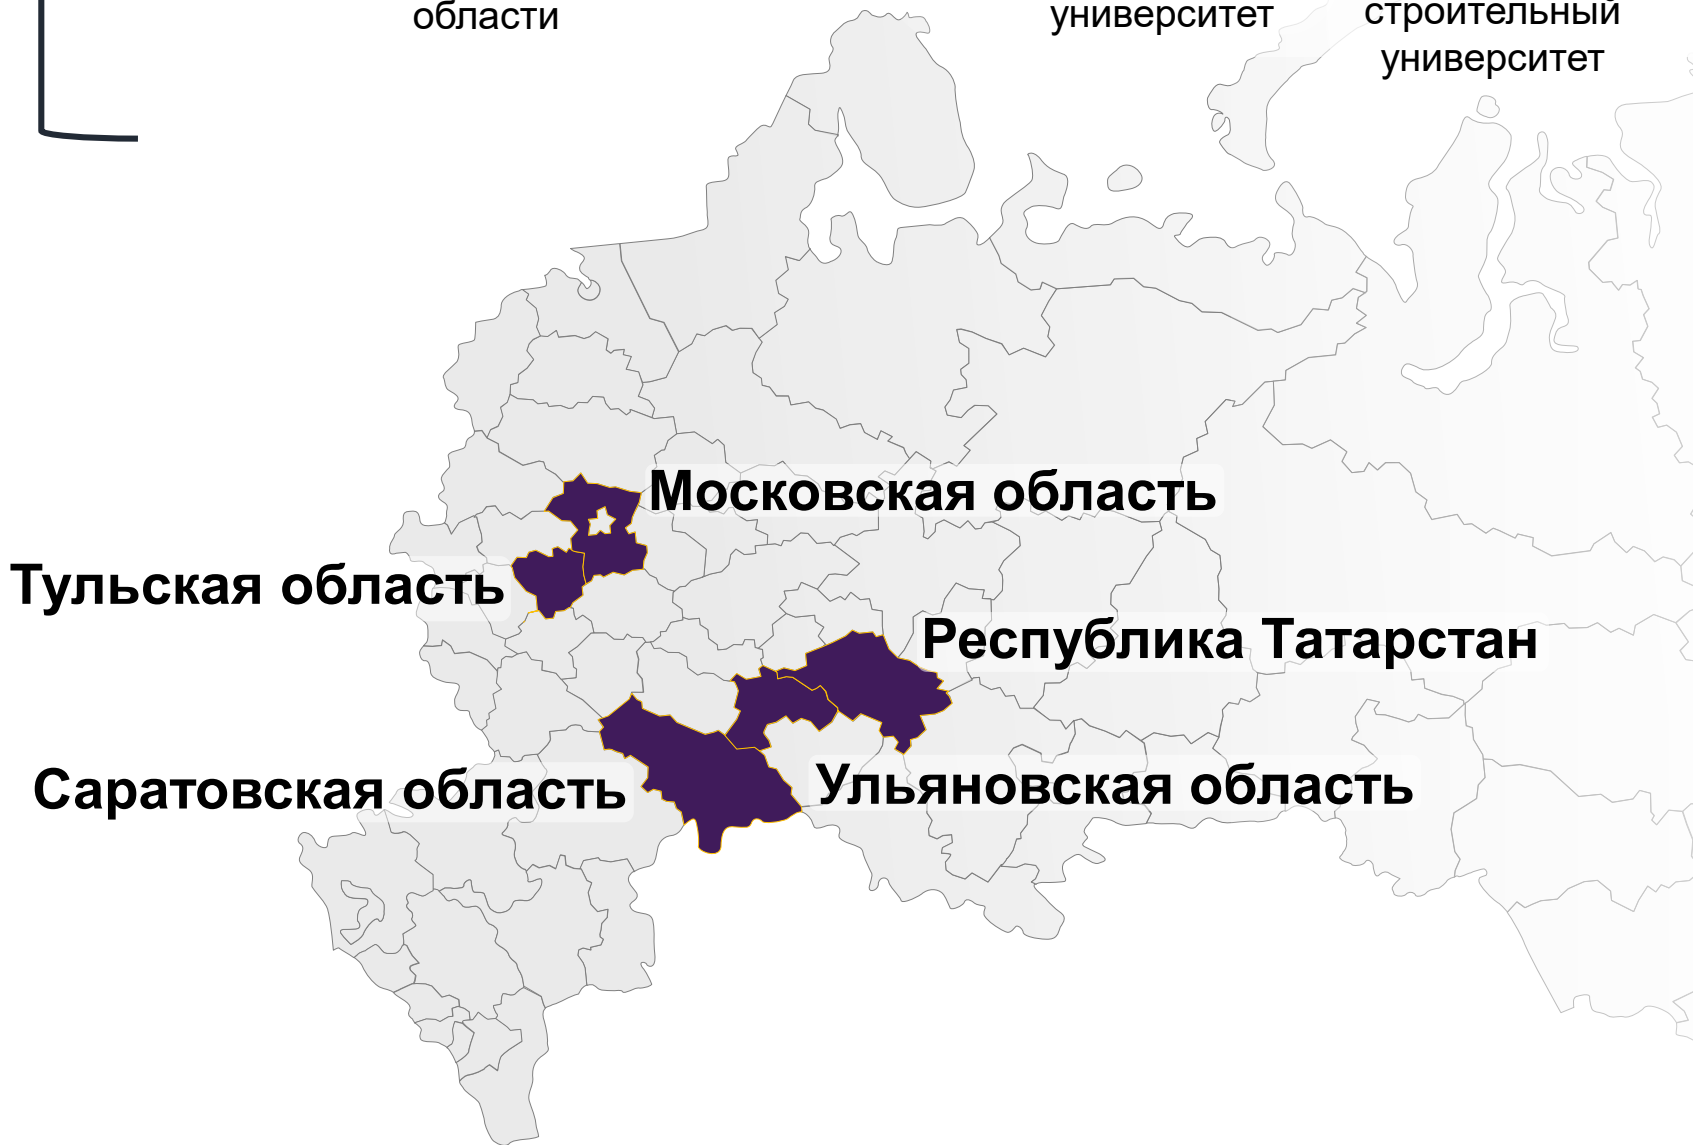 области
университет
строительный
университет
Московская область
Тульская область
Республика Татарстан
Саратовская область
Ульяновская область